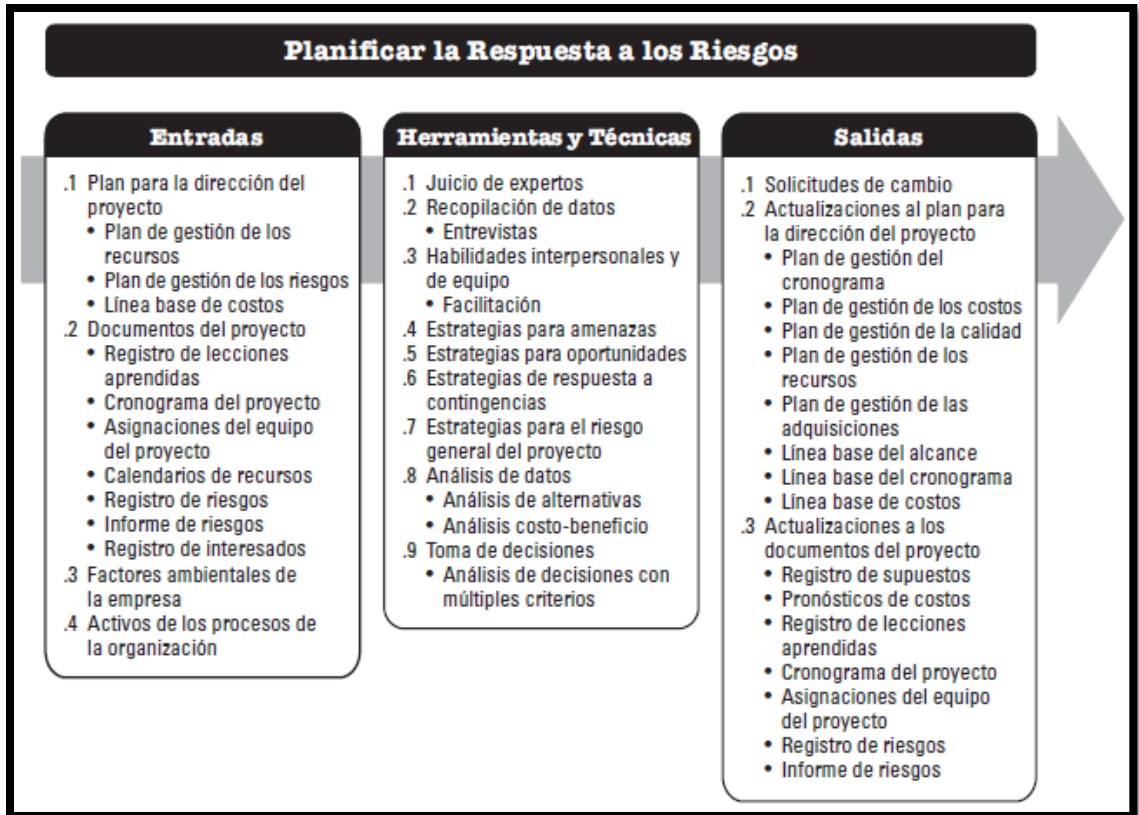 Planificar la Respuesta a los Riesgos
Entradas
.1 Plan para la dirección del
proyecto
• Plan de gestión de los
recursos
• Plan de gestión de los riesgos
• Línea base de costos
.2 Documentos del proyecto
• Registro de lecciones
aprendidas
• Cronograma del proyecto
• Asignaciones del equipo
del proyecto
• Calendarios de recursos
• Registro de riesgos
• Informe de riesgos
• Registro de interesados
.3 Factores ambientales de
la empresa
.4 Activos de los procesos de
la organización
Herramientas y Técnicas
.1 Juicio de expertos
.2 Recopilación de datos
• Entrevistas
.3 Habilidades interpersonales y
de equipo
• Facilitación
.4 Estrategias para amenazas
.5 Estrategias para oportunidades
.6 Estrategias de respuesta a
contingencias
.7 Estrategias para el riesgo
general del proyecto
.8 Análisis de datos
• Análisis de alternativas
• Análisis costo-beneficio
.9 Toma de decisiones
• Análisis de decisiones con
múltiples criterios
Salidas
.1 Solicitudes de cambio
.2 Actualizaciones al plan para
la dirección del proyecto
• Plan de gestión del
cronograma
• Plan de gestión de los costos
• Plan de gestión de la calidad
• Plan de gestión de los
recursos
• Plan de gestión de las
adquisiciones
• Línea base del alcance
• Línea base del cronograma
• Línea base de costos
.3 Actualizaciones a los
documentos del proyecto
• Registro de supuestos
• Pronósticos de costos
• Registro de lecciones
aprendidas
• Cronograma del proyecto
• Asignaciones del equipo
del proyecto
• Registro de riesgos
• Informe de riesgos